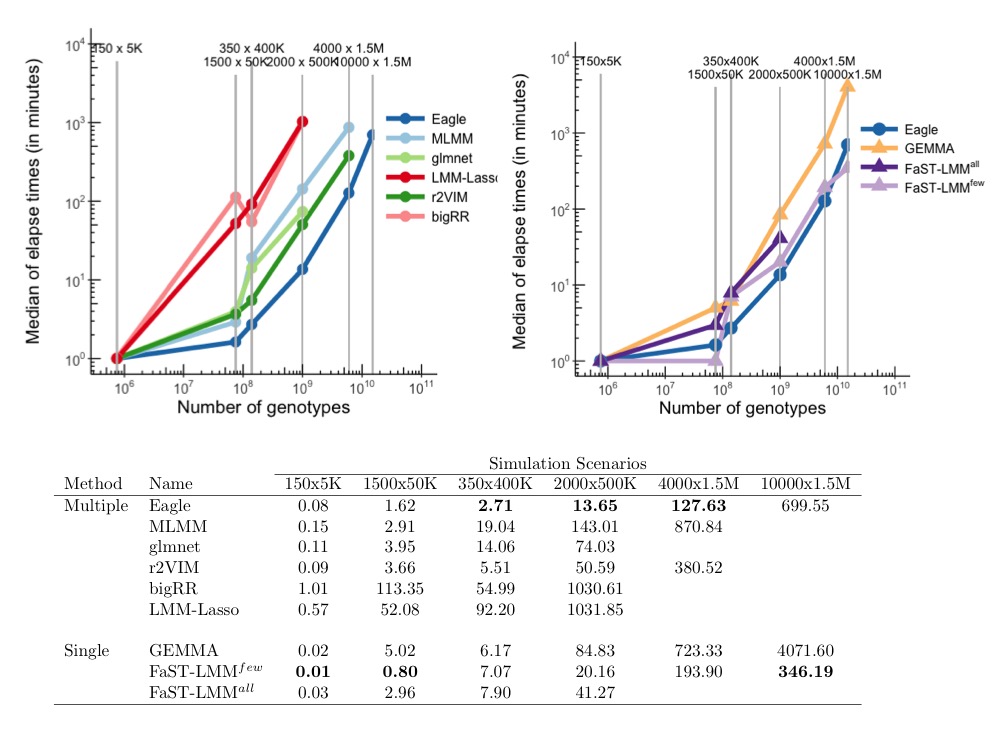 10⁴ 150 x 5K 350 x 400K 4000 x 1.5M
1500 x 50K 2000 x 500K 10000 x 1.5M
10³
10²
10¹
10⁰
Median of elapse times (in minutes)
10⁶ 10⁷ 10⁸ 10⁹ 10¹⁰ 10¹¹
Number of genotypes
Eagle
MLMM
glmnet
LMM-Lasso
r2VIM
bigRR
10⁴ 150x5K 350x400K 4000x1.5M
1500x50K 2000x500K 10000x1.5M
10³
10²
10¹
10⁰
Median of elapse times (in minutes)
10⁶ 10⁷ 10⁸ 10⁹ 10¹⁰ 10¹¹
Number of genotypes
Eagle
GEMMA
FaST-LMMᵃˡˡ
FaST-LMMᶠᵉʷ
Simulation Scenarios
Method Name 150x5K 1500x50K 350x400K 2000x500K 4000x1.5M 10000x1.5M
Multiple Eagle 0.08 1.62 2.71 13.65 127.63 699.55
MLMM 0.15 2.91 19.04 143.01 870.84
glmnet 0.11 3.95 14.06 74.03
r2VIM 0.09 3.66 5.51 50.59 380.52
bigRR 1.01 113.35 54.99 1030.61
LMM-Lasso 0.57 52.08 92.20 1031.85
Single GEMMA 0.02 5.02 6.17 84.83 723.33 4071.60
FaST-LMMᶠᵉʷ 0.01 0.80 7.07 20.16 193.90 346.19
FaST-LMMᵃˡˡ 0.03 2.96 7.90 41.27